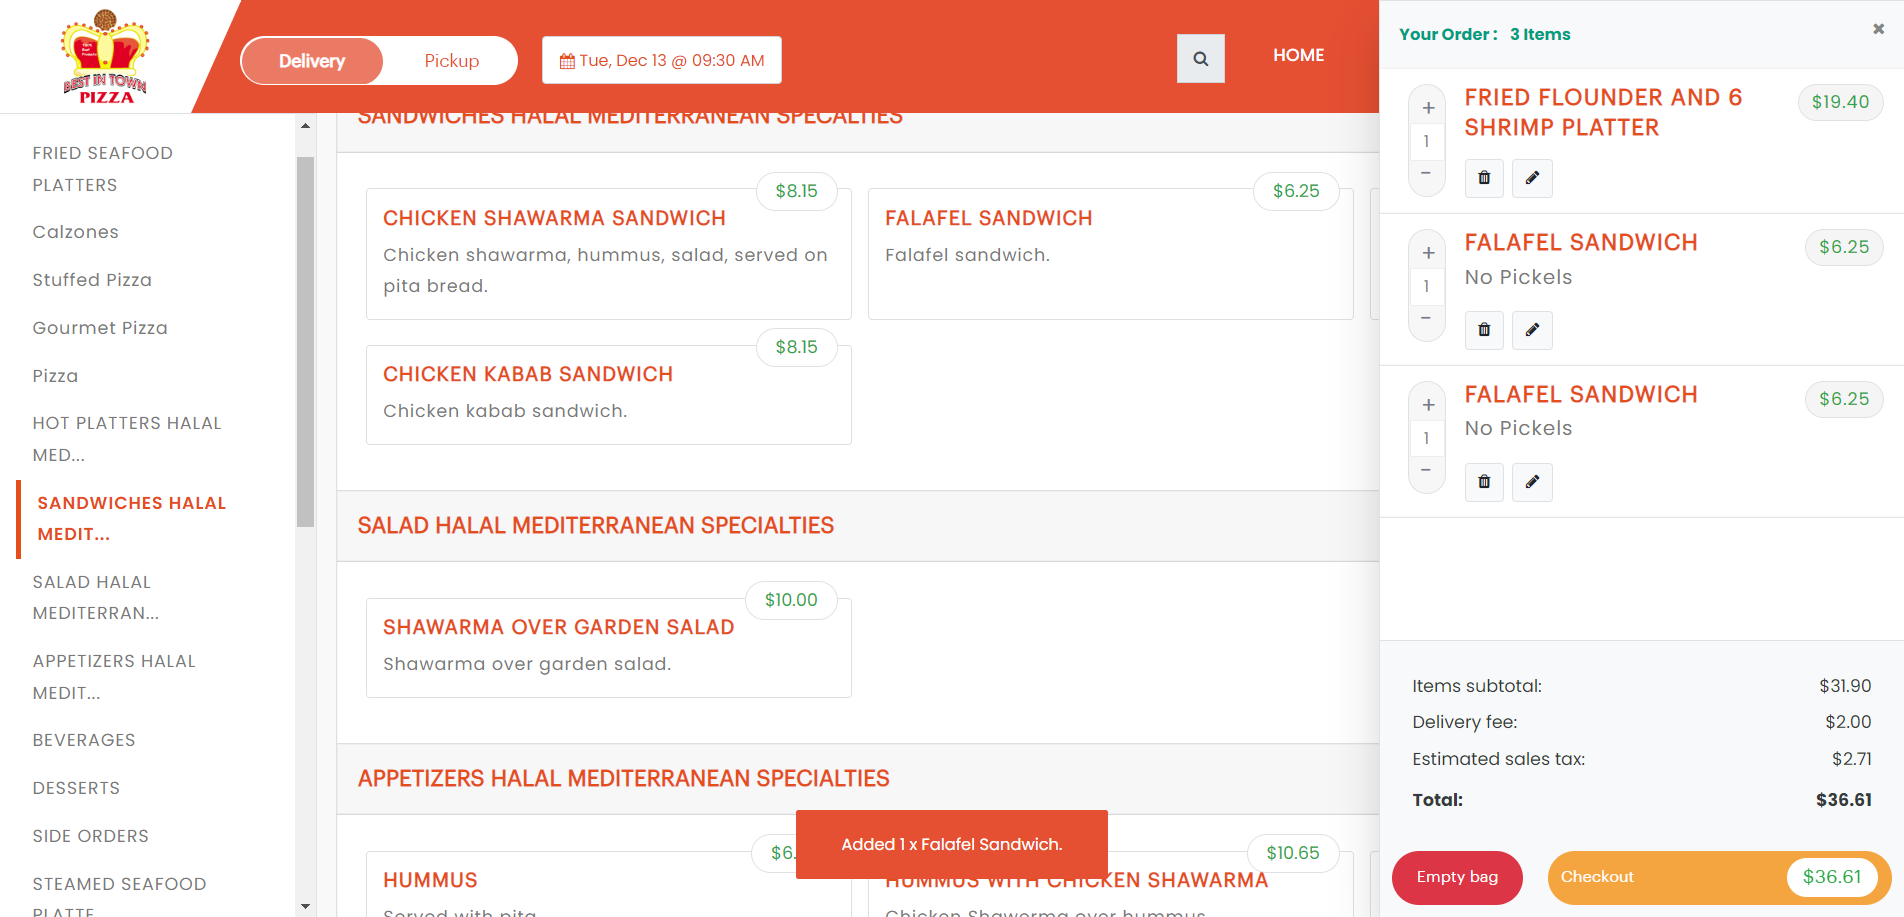 BEST IN TOWN
PIZZA
Delivery
Pickup
Tue, Dec 13 @ 09:30 AM
HOME
FRIED SEAFOOD
PLATTERS
Calzones
Stuffed Pizza
Gourmet Pizza
Pizza
HOT PLATTERS HALAL
MED...
SANDWICHES HALAL
MEDIT...
SALAD HALAL
MEDITERRAN...
APPETIZERS HALAL
MEDIT...
BEVERAGES
DESSERTS
SIDE ORDERS
STEAMED SEAFOOD
PLATTE
SANDWICHES HALAL MEDITERRANEAN SPECALTIES
$8.15
CHICKEN SHAWARMA SANDWICH
Chicken shawarma, hummus, salad, served on
pita bread.
$6.25
FALAFEL SANDWICH
Falafel sandwich.
$8.15
CHICKEN KABAB SANDWICH
Chicken kabab sandwich.
SALAD HALAL MEDITERRANEAN SPECIALTIES
$10.00
SHAWARMA OVER GARDEN SALAD
Shawarma over garden salad.
APPETIZERS HALAL MEDITERRANEAN SPECIALTIES
$6.
HUMMUS
Served with pita
$10.65
HUMMUS WITH CHICKEN SHAWARMA
Chicken Shawerma over hummus
Added 1 x Falafel Sandwich.
Your Order : 3 Items
+
1
-
FRIED FLOUNDER AND 6
SHRIMP PLATTER
$19.40
+
1
-
FALAFEL SANDWICH
No Pickels
$6.25
+
1
-
FALAFEL SANDWICH
No Pickels
$6.25
Items subtotal: $31.90
Delivery fee: $2.00
Estimated sales tax: $2.71
Total: $36.61
Empty bag
Checkout $36.61